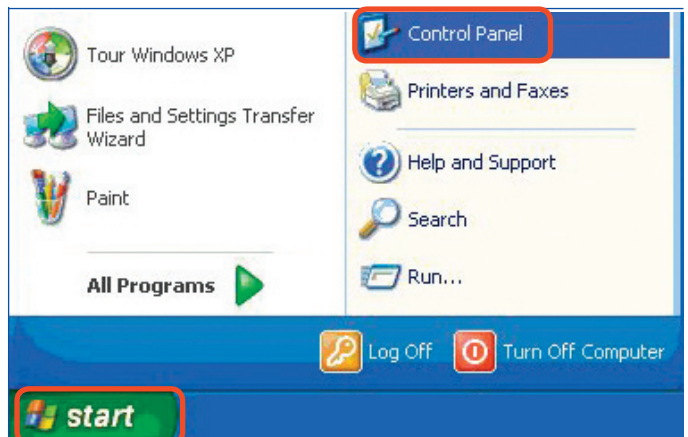 Tour Windows XP
Files and Settings Transfer
Wizard
Paint
All Programs
Control Panel
Printers and Faxes
Help and Support
Search
Run...
Log Off
Turn Off Computer
start